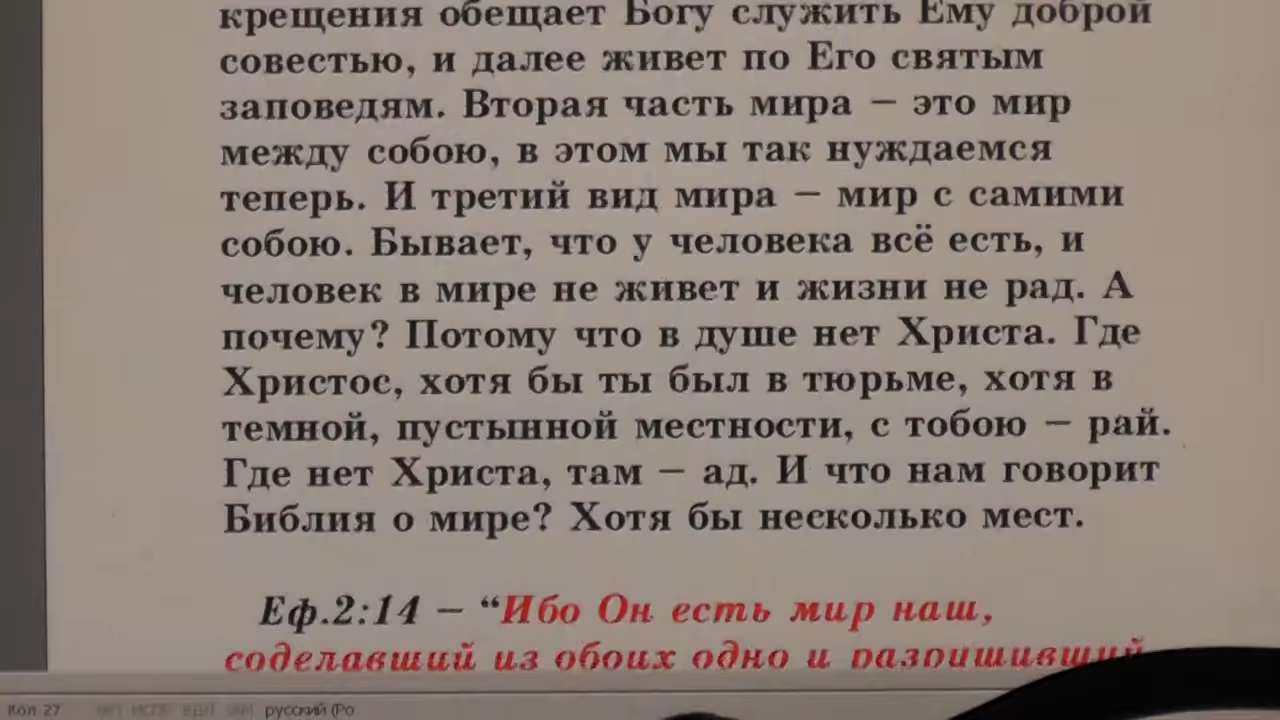 крещения обещает Богу служить Ему доброй
совестью, и далее живет по Его святым
заповедям. Вторая часть мира – это мир
между собою, в этом мы так нуждаемся
теперь. И третий вид мира – мир с самими
собою. Бывает, что у человека всё есть, и
человек в мире не живет и жизни не рад. А
почему? Потому что в душе нет Христа. Где
Христос, хотя бы ты был в тюрьме, хотя в
темной, пустынной местности, с тобою – рай.
Где нет Христа, там – ад. И что нам говорит
Библия о мире? Хотя бы несколько мест.
Еф.2:14 – “Ибо Он есть мир наш,
соделавший из обоих одно и разрушивший
Кол 27 русский (Ро